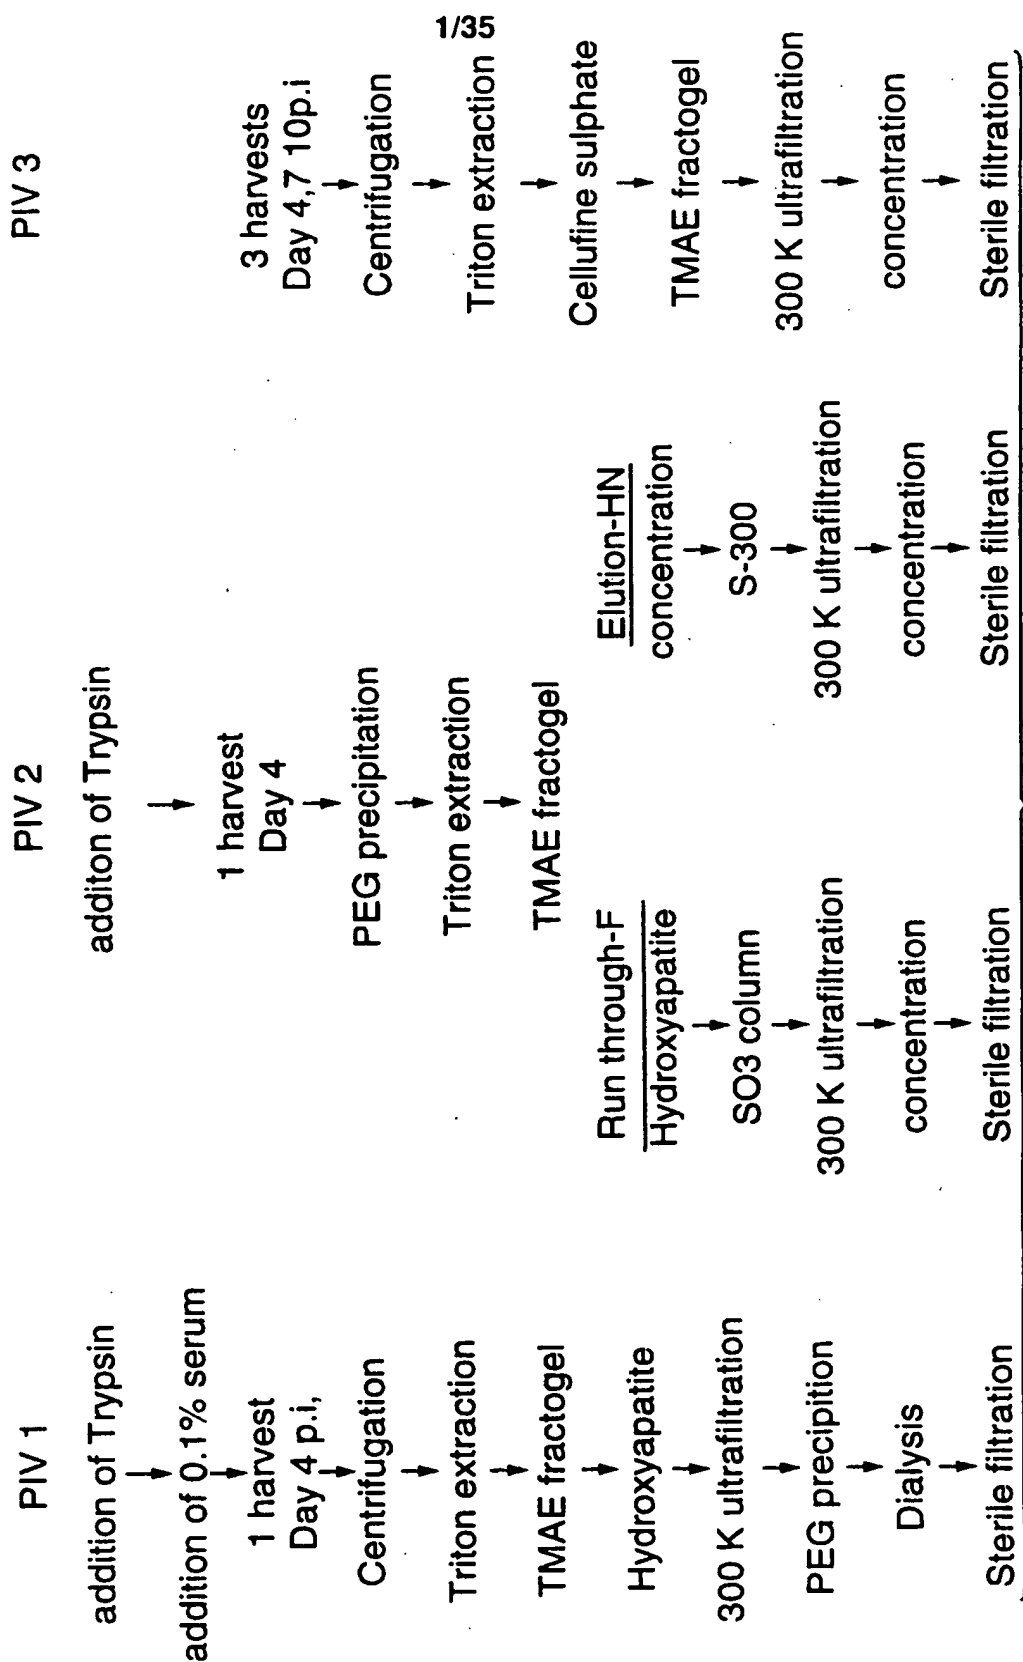 1/35
PIV 1
addition of Trypsin
addition of 0.1% serum
1 harvest
Day 4 p.i,
Centrifugation
Triton extraction
TMAE fractogel
Hydroxyapatite
300 K ultrafiltration
PEG precipition
Dialysis
Sterile filtration
PIV 2
additon of Trypsin
1 harvest
Day 4
PEG precipitation
Triton extraction
TMAE fractogel
Run through-F
Hydroxyapatite
SO3 column
300 K ultrafiltration
concentration
Sterile filtration
Elution-HN
concentration
S-300
300 K ultrafiltration
concentration
Sterile filtration
PIV 3
3 harvests
Day 4,7 10p.i
Centrifugation
Triton extraction
Cellufine sulphate
TMAE fractogel
300 K ultrafiltration
concentration
Sterile filtration